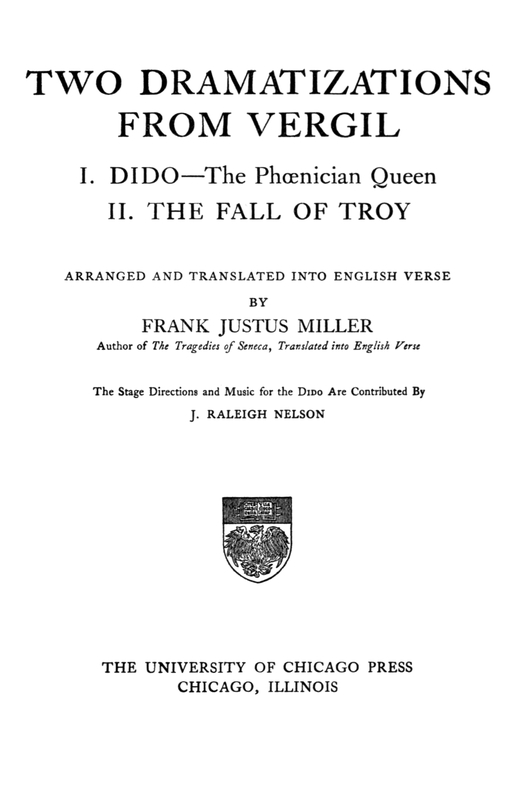 TWO DRAMATIZATIONS
FROM VERGIL
I. DIDO—The Phœnician Queen
II. THE FALL OF TROY
ARRANGED AND TRANSLATED INTO ENGLISH VERSE
BY
FRANK JUSTUS MILLER
Author of The Tragedies of Seneca, Translated into English Verse
The Stage Directions and Music for the DIDO Are Contributed By
J. RALEIGH NELSON
THE UNIVERSITY OF CHICAGO PRESS
CHICAGO, ILLINOIS